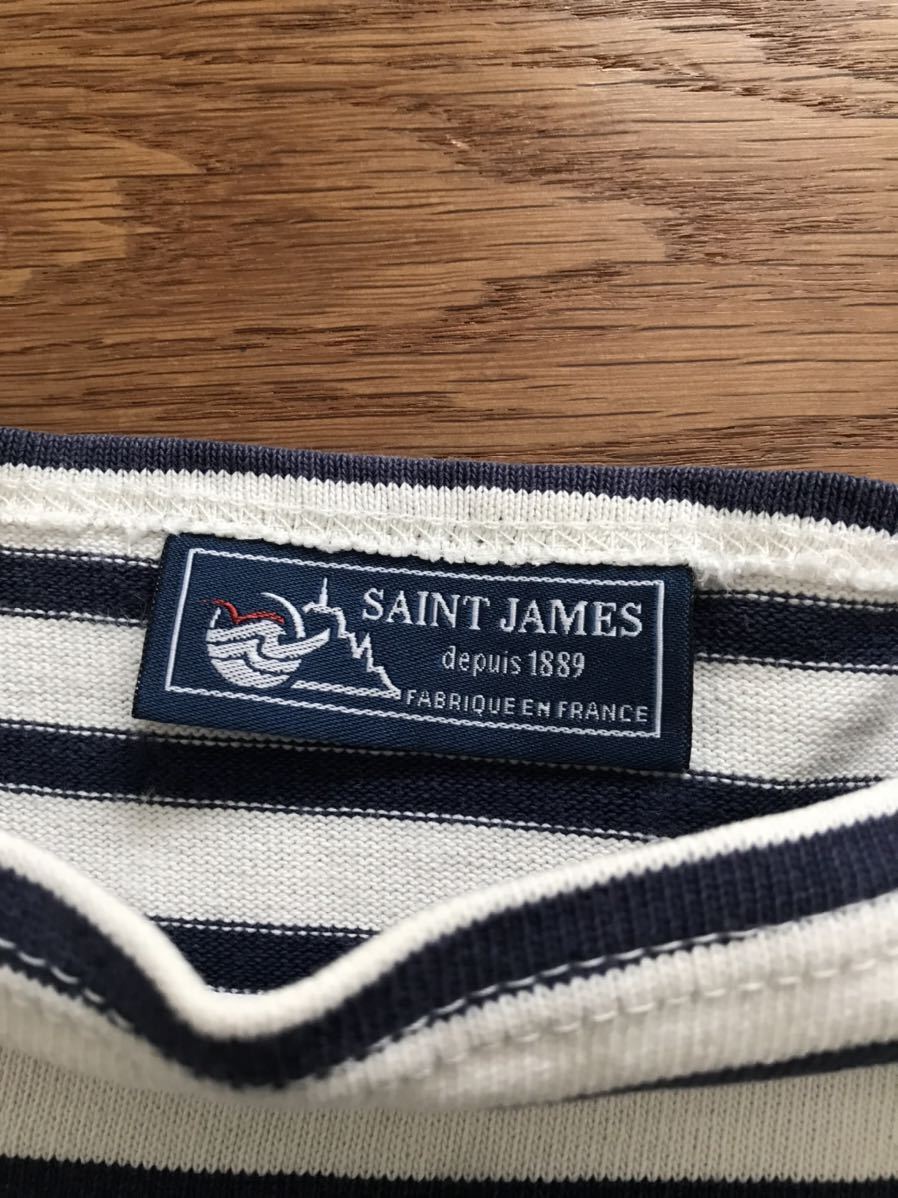 SAINT JAMES
depuis 1889
FABRIQUE EN FRANCE